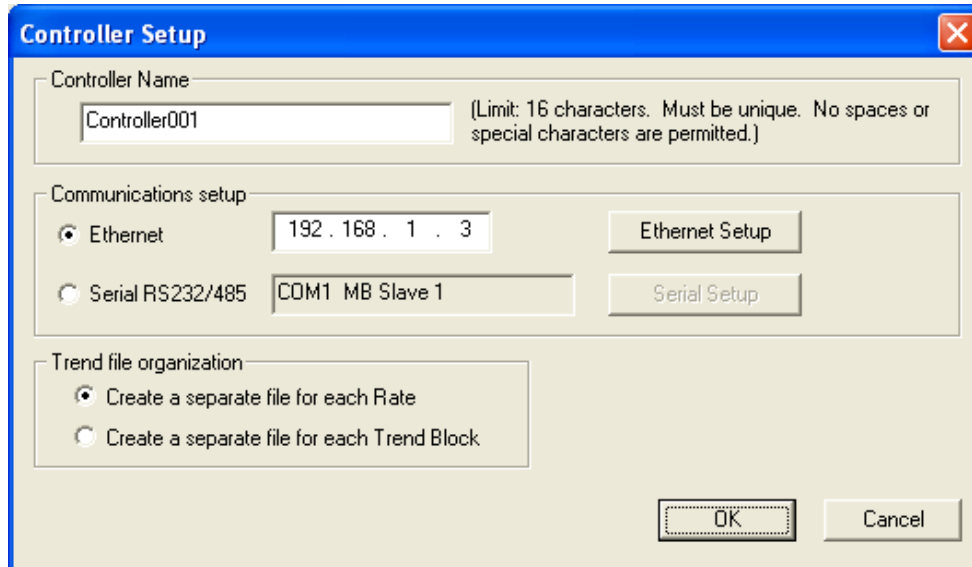 Controller Setup
Controller Name
Controller001
(Limit: 16 characters. Must be unique. No spaces or
special characters are permitted.)
Communications setup
Ethernet
192 . 168 . 1 . 3
Ethernet Setup
Serial RS232/485
COM1 MB Slave 1
Serial Setup
Trend file organization
Create a separate file for each Rate
Create a separate file for each Trend Block
OK
Cancel